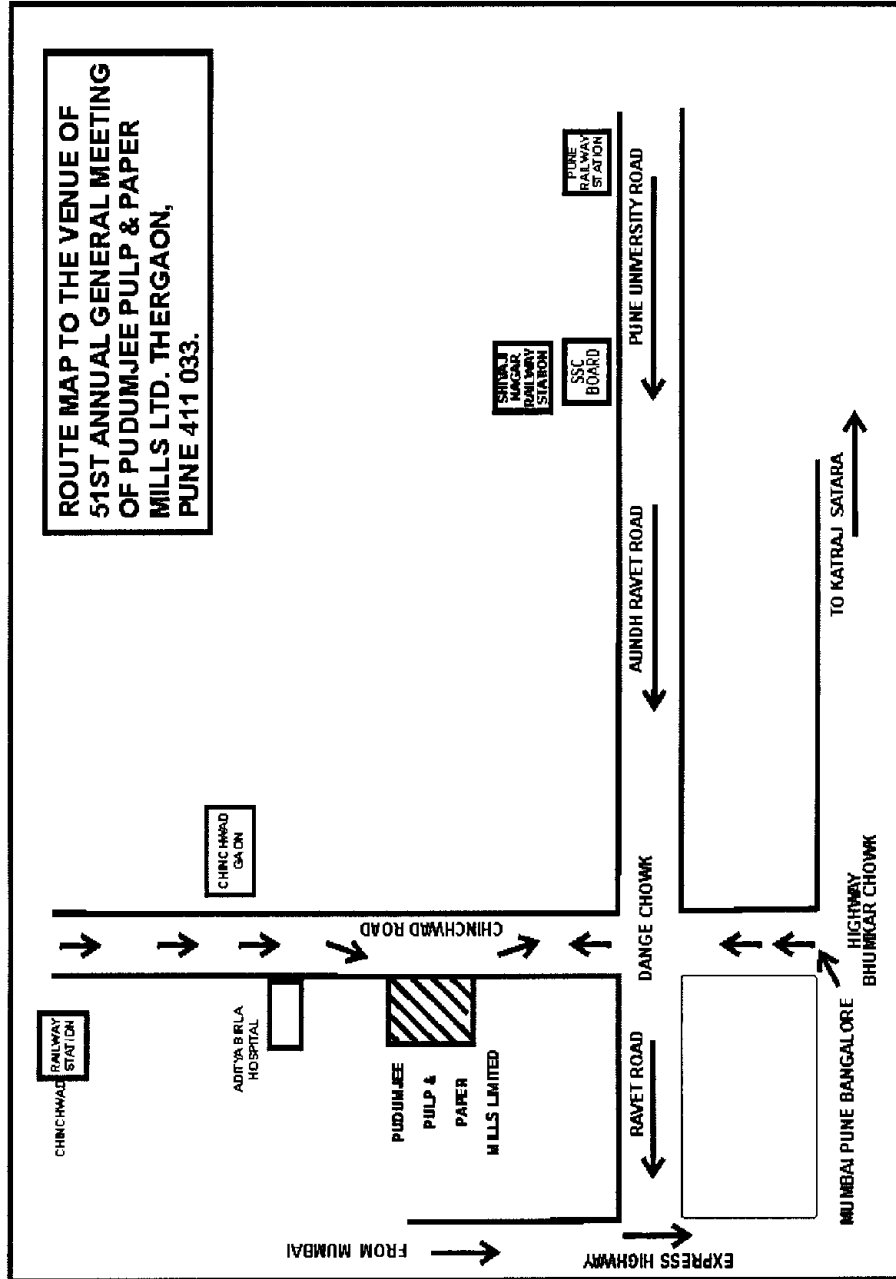 ROUTE MAP TO THE VENUE OF
51ST ANNUAL GENERAL MEETING
OF PUDUMJEE PULP & PAPER
MILLS LTD. THERGAON,
PUNE 411 033.
CHINCHWAD
RAILWAY
STATION
CHINCHWAD
GAON
ADITYA BIRLA
HOSPITAL
PUDUMJEE
PULP &
PAPER
MILLS LIMITED
CHINCHWAD ROAD
FROM MUMBAI
SHIVAJI
NAGAR
RAILWAY
STATION
SSC
BOARD
PUNE
RAILWAY
STATION
RAVET ROAD
DANGE CHOWK
AUNDH RAVET ROAD
PUNE UNIVERSITY ROAD
EXPRESS HIGHWAY
MUMBAI PUNE BANGALORE
HIGHWAY
BHUMKAR CHOWK
TO KATRAJ SATARA